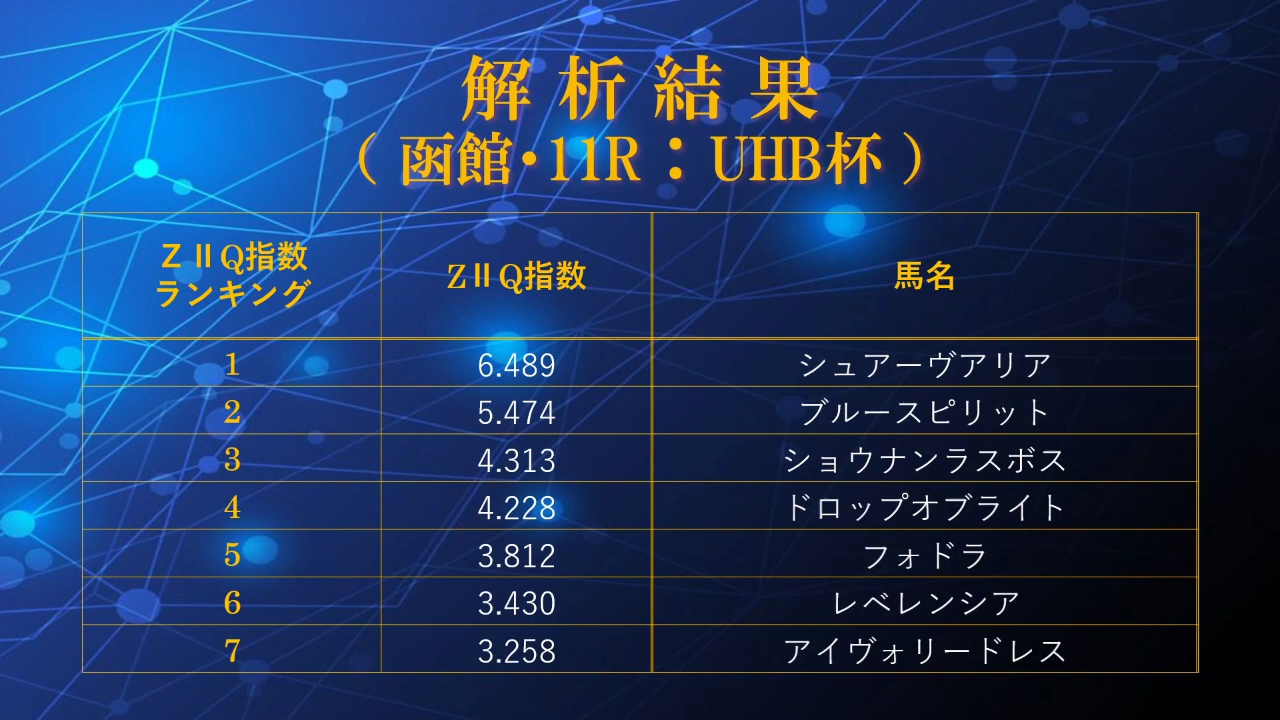 解析結果
（函館・11R：UHB杯）
ＺⅡQ指数
ランキング
ZⅡQ指数
馬名
1 6.489 シュアーヴアリア
2 5.474 ブルースピリット
3 4.313 ショウナンラスボス
4 4.228 ドロップオブライト
5 3.812 フォドラ
6 3.430 レベレンシア
7 3.258 アイヴォリードレス